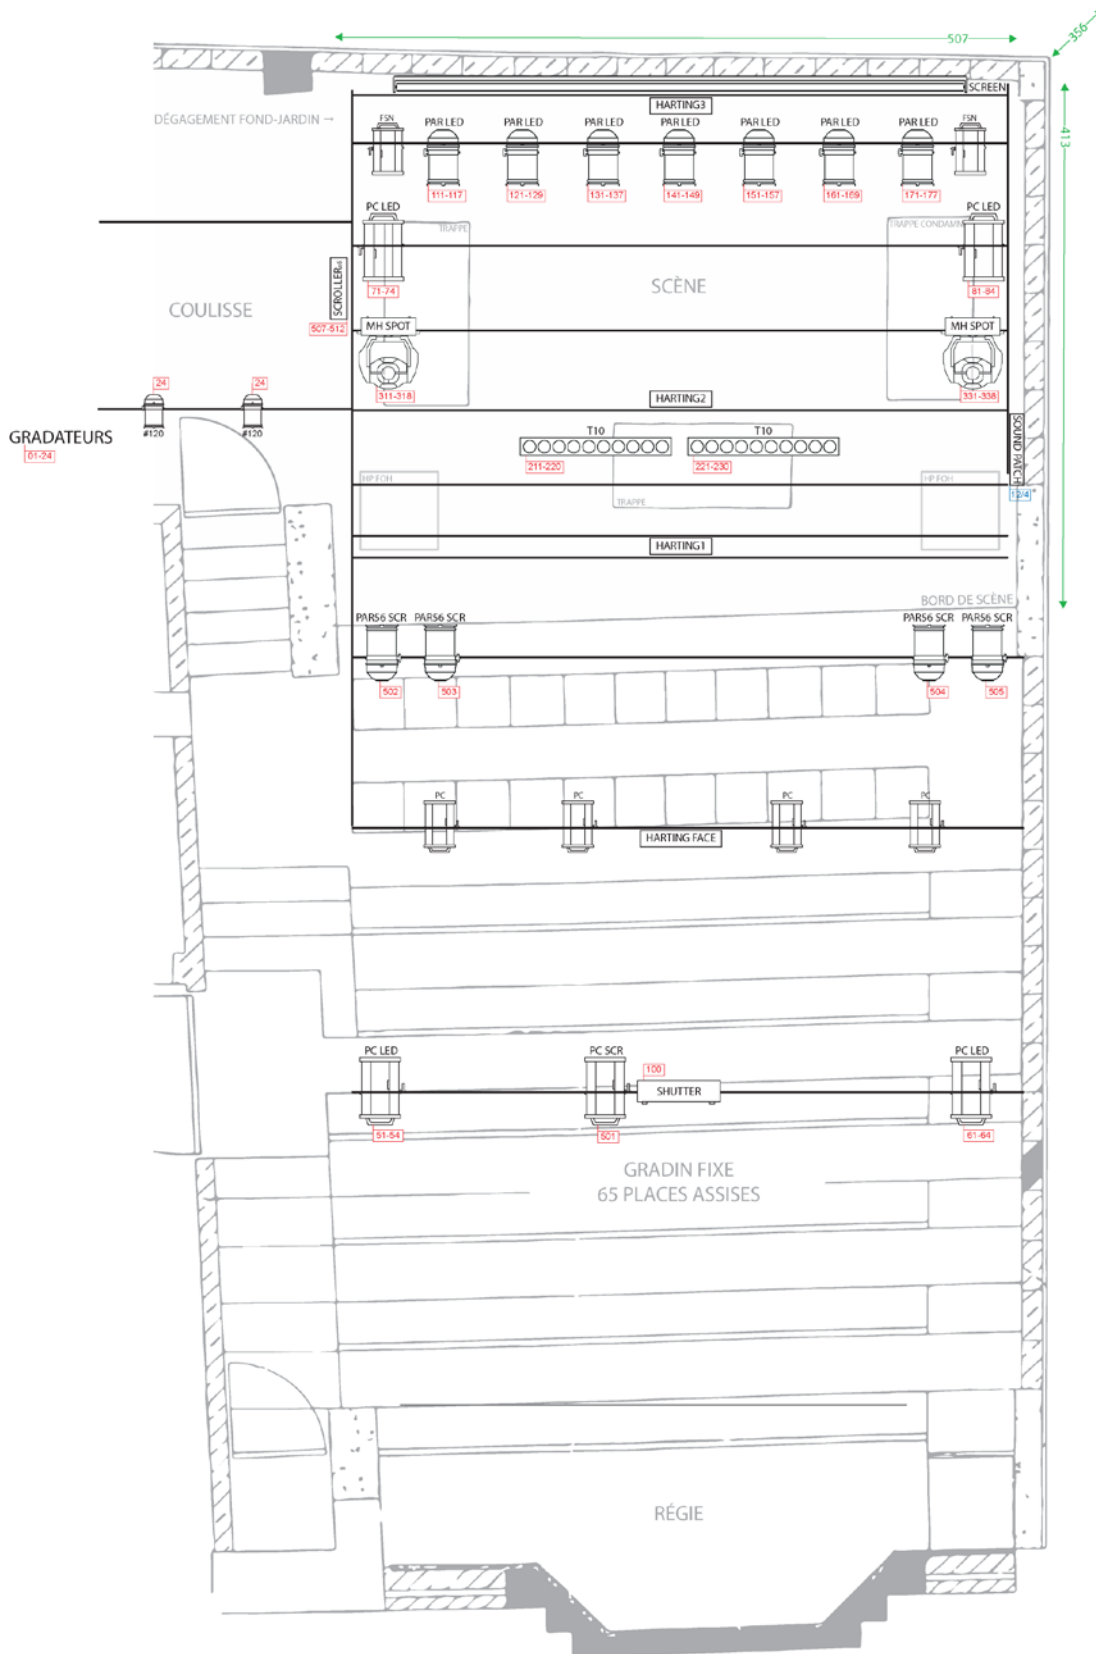 507
356
413
SCREEN
HARTING3
DÉGAGEMENT FOND-JARDIN →
FSN
PAR LED
PAR LED
PAR LED
PAR LED
PAR LED
PAR LED
PAR LED
FSN
111-117
121-129
131-137
141-149
151-157
161-169
171-177
PC LED
PC LED
TRAPPE
TRAPPE CONDAMN
SCROLLER
COULISSE
SCÈNE
71-74
81-84
507-512
MH SPOT
MH SPOT
311-318
331-338
24
24
HARTING2
#120
#120
GRADATEURS
01-24
T10
T10
SOUND PATCH
211-220
221-230
HP FOH
HP FOH
12/4
TRAPPE
HARTING1
BORD DE SCÈNE
PAR56 SCR
PAR56 SCR
PAR56 SCR
PAR56 SCR
502
503
504
505
PC
PC
PC
PC
HARTING FACE
PC LED
PC SCR
PC LED
100
SHUTTER
51-54
501
61-64
GRADIN FIXE
65 PLACES ASSISES
RÉGIE